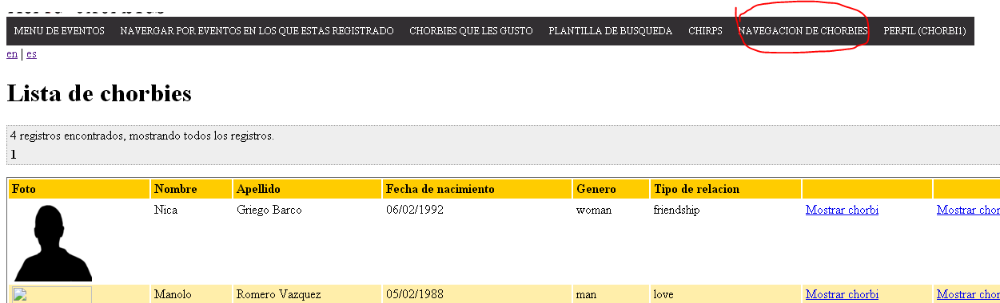 MENU DE EVENTOS NAVERGAR POR EVENTOS EN LOS QUE ESTAS REGISTRADO CHORBIES QUE LES GUSTO PLANTILLA DE BUSQUEDA CHIRPS NAVEGACION DE CHORBIES PERFIL (CHORBI1)
en | es
Lista de chorbies
4 registros encontrados, mostrando todos los registros.
1
Foto Nombre Apellido Fecha de nacimiento Genero Tipo de relacion
Nica Griego Barco 06/02/1992 woman friendship Mostrar chorbi Mostrar chor
Manolo Romero Vazquez 05/02/1988 man love Mostrar chorbi Mostrar chor